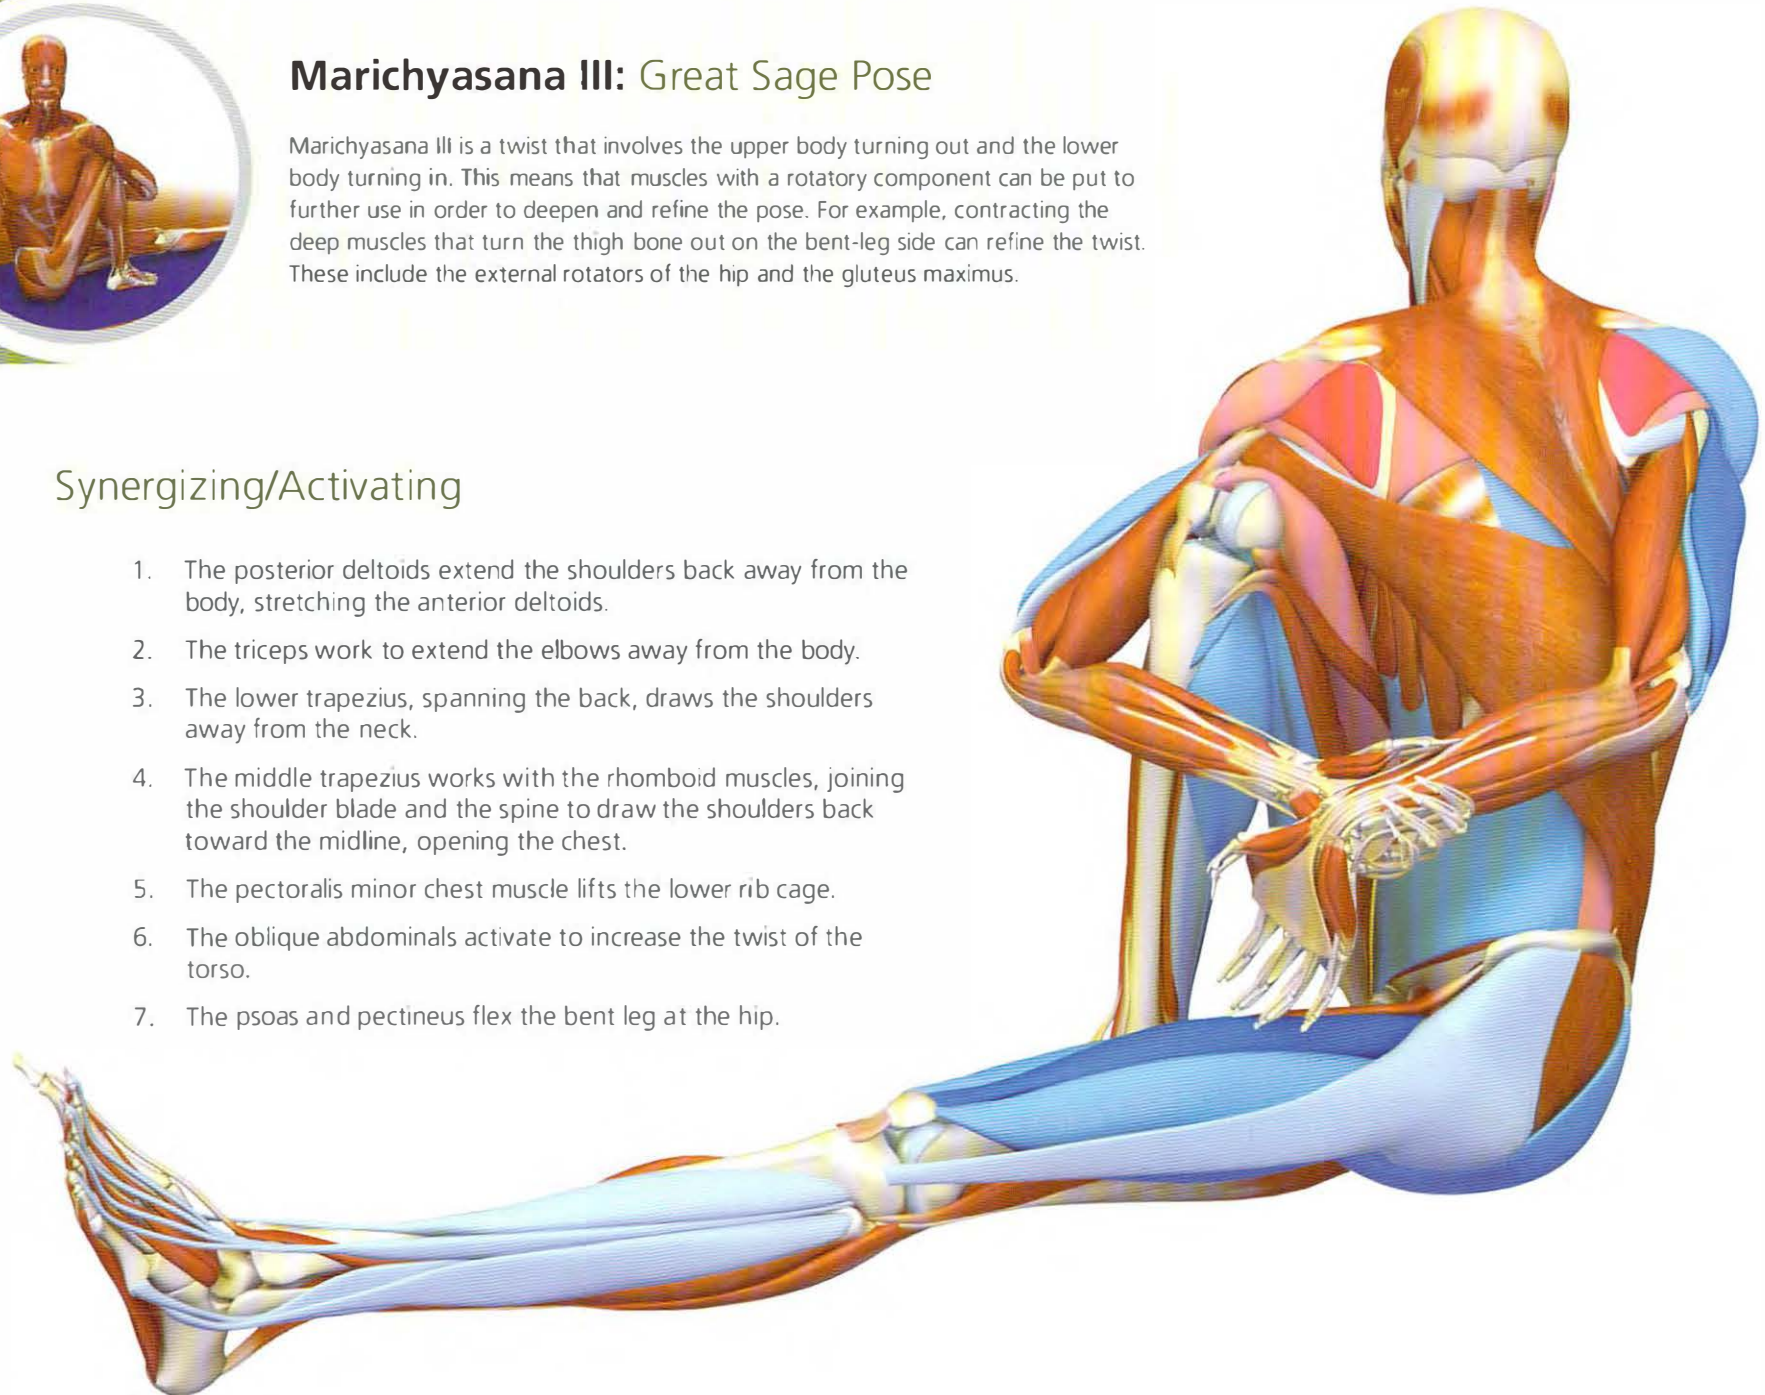 Marichyasana III: Great Sage Pose
Marichyasana III is a twist that involves the upper body turning out and the lower
body turning in. This means that muscles with a rotatory component can be put to
further use in order to deepen and refine the pose. For example, contracting the
deep muscles that turn the thigh bone out on the bent-leg side can refine the twist.
These include the external rotators of the hip and the gluteus maximus.
Synergizing/Activating
1. The posterior deltoids extend the shoulders back away from the
body, stretching the anterior deltoids.
2. The triceps work to extend the elbows away from the body.
3. The lower trapezius, spanning the back, draws the shoulders
away from the neck.
4. The middle trapezius works with the rhomboid muscles, joining
the shoulder blade and the spine to draw the shoulders back
toward the midline, opening the chest.
5. The pectoralis minor chest muscle lifts the lower rib cage.
6. The oblique abdominals activate to increase the twist of the
torso.
7. The psoas and pectineus flex the bent leg at the hip.